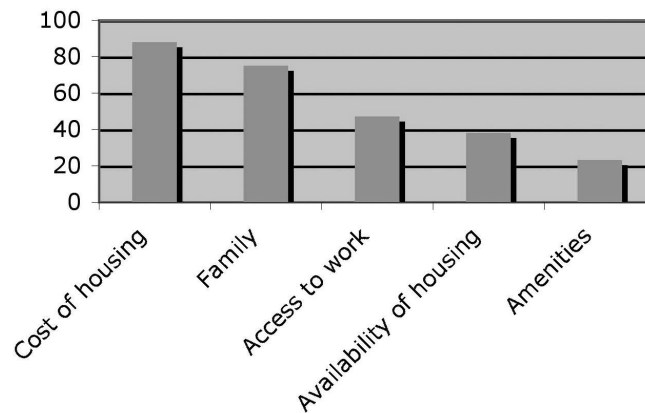 100
80
60
40
20
0
Cost of housing
Family
Access to work
Availability of housing
Amenities